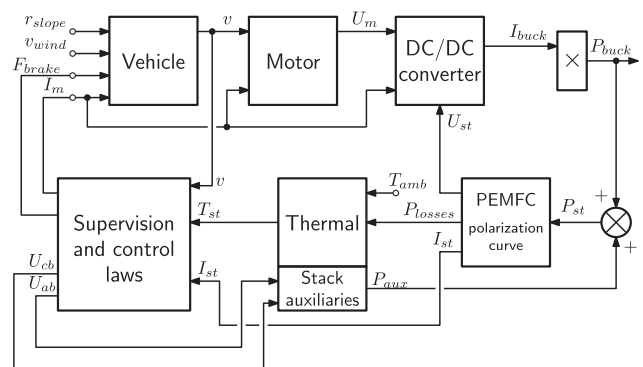 r_slope
v_wind
F_brake
I_m
Vehicle
v
Motor
U_m
DC/DC
converter
I_buck
×
P_buck
U_st
v
Supervision
and control
laws
T_st
I_st
U_cb
U_ab
Thermal
Stack
auxiliaries
T_amb
P_losses
I_st
P_aux
PEMFC
polarization
curve
P_st
+
+